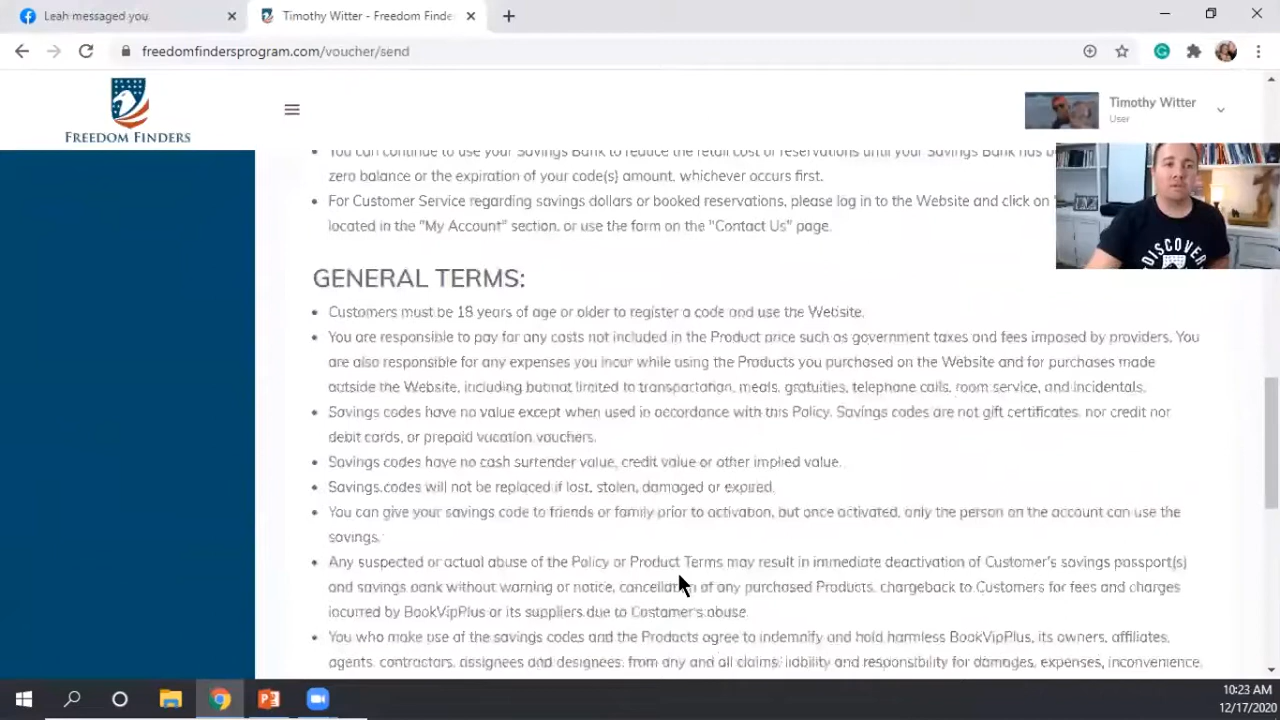 Leah messaged you
Timothy Witter - Freedom Finde
freedomfindersprogram.com/voucher/send
FREEDOM FINDERS
Timothy Witter
User
You can continue to use your Savings Bank to reduce the retail cost of reservations until your Savings Bank has
zero balance or the expiration of your code(s) amount, whichever occurs first.
For Customer Service regarding savings dollars or booked reservations, please log in to the Website and click on
located in the "My Account" section, or use the form on the "Contact Us" page.
DISCOVER
GENERAL TERMS:
Customers must be 18 years of age or older to register a code and use the Website.
You are responsible to pay for any costs not included in the Product price such as government taxes and fees imposed by providers. You
are also responsible for any expenses you incur while using the Products you purchased on the Website and for purchases made
outside the Website, including but not limited to transportation, meals, gratuities, telephone calls, room service, and incidentals.
Savings codes have no value except when used in accordance with this Policy. Savings codes are not gift certificates, nor credit nor
debit cards, or prepaid vacation vouchers.
Savings codes have no cash surrender value, credit value or other implied value.
Savings codes will not be replaced if lost, stolen, damaged or expired.
You can give your savings code to friends or family prior to activation, but once activated, only the person on the account can use the
savings.
Any suspected or actual abuse of the Policy or Product Terms may result in immediate deactivation of Customer's savings passport(s)
and savings bank without warning or notice, cancellation of any purchased Products, chargeback to Customers for fees and charges
incurred by BookVipPlus or its suppliers due to Customer's abuse.
You who make use of the savings codes and the Products agree to indemnify and hold harmless BookVipPlus, its owners, affiliates,
agents, contractors, assignees and designees, from any and all claims, liability and responsibility for damages, expenses, inconvenience,
10:23 AM
12/17/2020